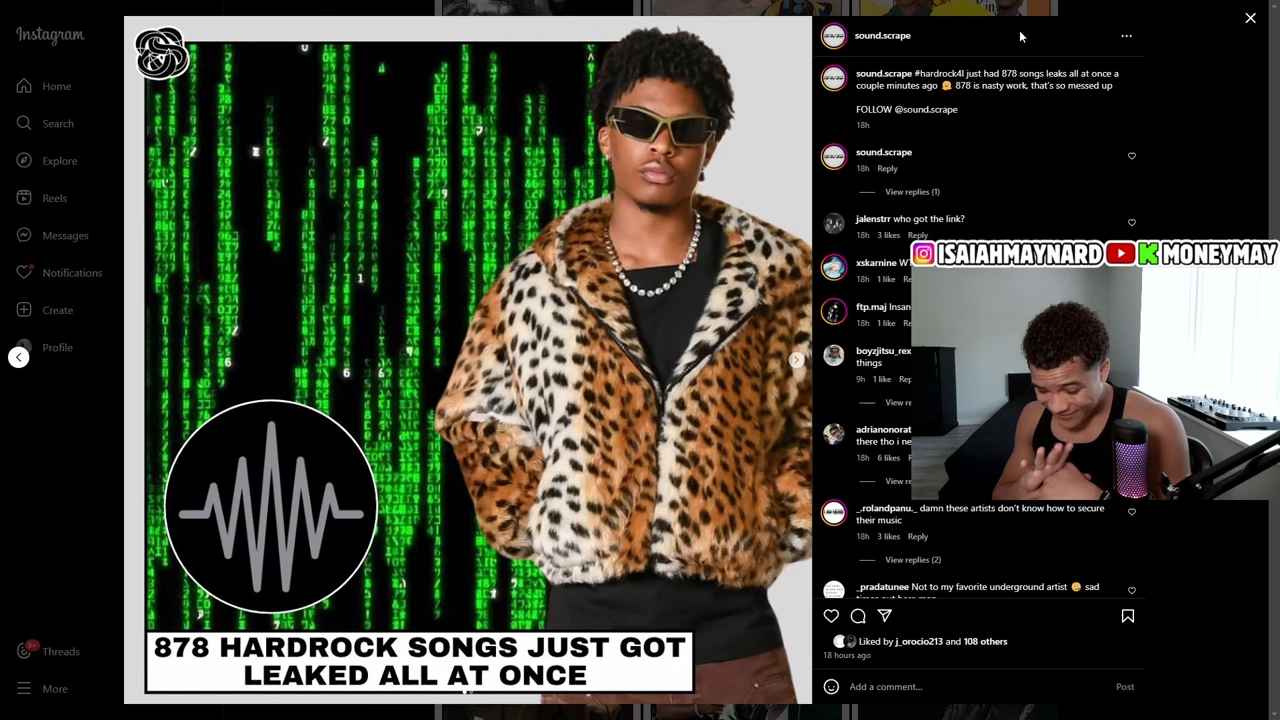 Instagram
Home
Search
Explore
Reels
Messages
Notifications
Create
Profile
9+
Threads
More
878 HARDROCK SONGS JUST GOT
LEAKED ALL AT ONCE
sound.scrape
sound.scrape #hardrock4l just had 878 songs leaks all at once a
couple minutes ago 🫠 878 is nasty work, that's so messed up
FOLLOW @sound.scrape
18h
sound.scrape
18h Reply
View replies (1)
jalenstrr who got the link?
18h 3 likes Reply
ISAIAHMAYNARD K MONEYMAY
xskarnine
18h 1 like
ftp.maj
18h 1 like
boyzjitsu_rex
things
9h 1 like
View
adrianonorat
there tho i
18h 6 likes
View
_.rolandpanu._ damn these artists don't know how to secure
their music
18h 3 likes Reply
View replies (2)
_pradatunee Not to my favorite underground artist 🫠 sad
Liked by j_orocio213 and 108 others
18 hours ago
Add a comment... Post